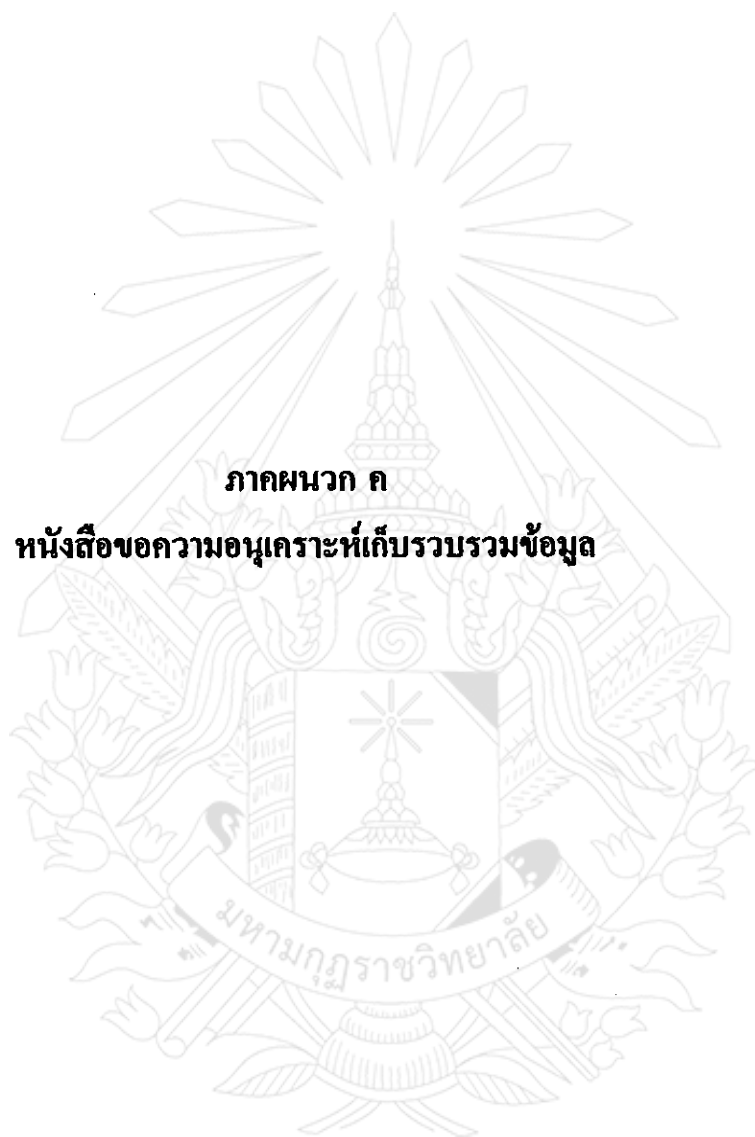 ภาคผนวก ค
หนังสือขอความอนุเคราะห์เก็บรวบรวมข้อมูล
มหามกุฏราชวิทยาลัย